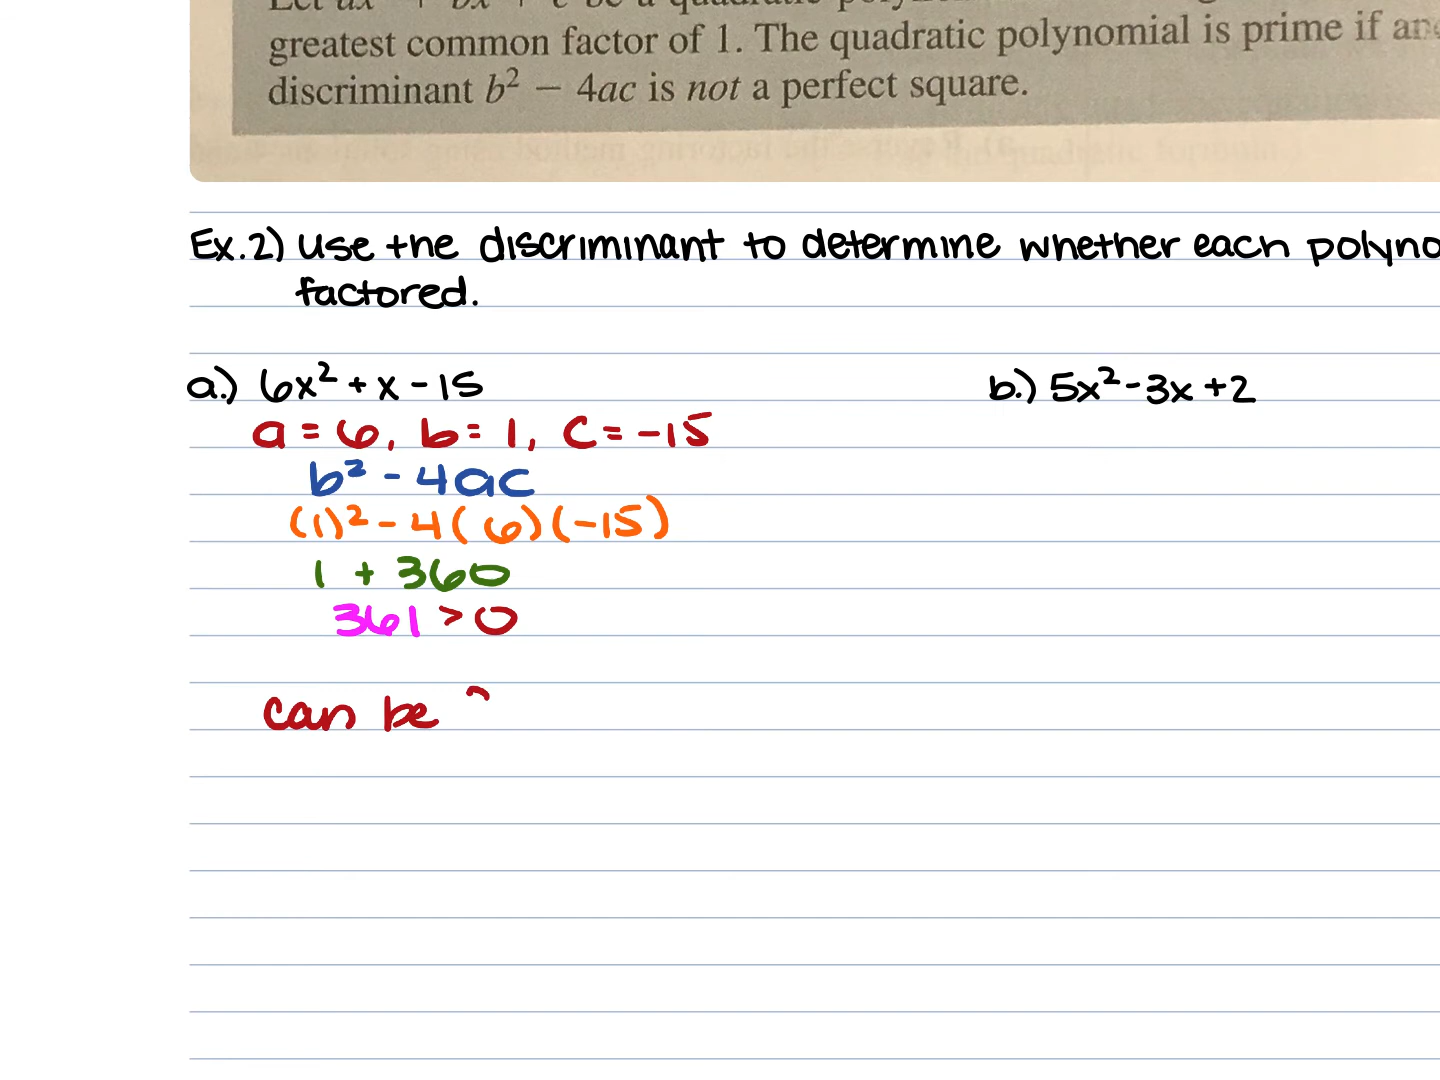 greatest common factor of 1. The quadratic polynomial is prime if
discriminant b² − 4ac is not a perfect square.
Ex.2) Use the discriminant to determine whether each
factored.
a.) 6x² + x - 15
a = 6, b = 1, c = -15
b² - 4ac
(1)² - 4(6)(-15)
1 + 360
361 > 0
can be
b.) 5x² - 3x + 2